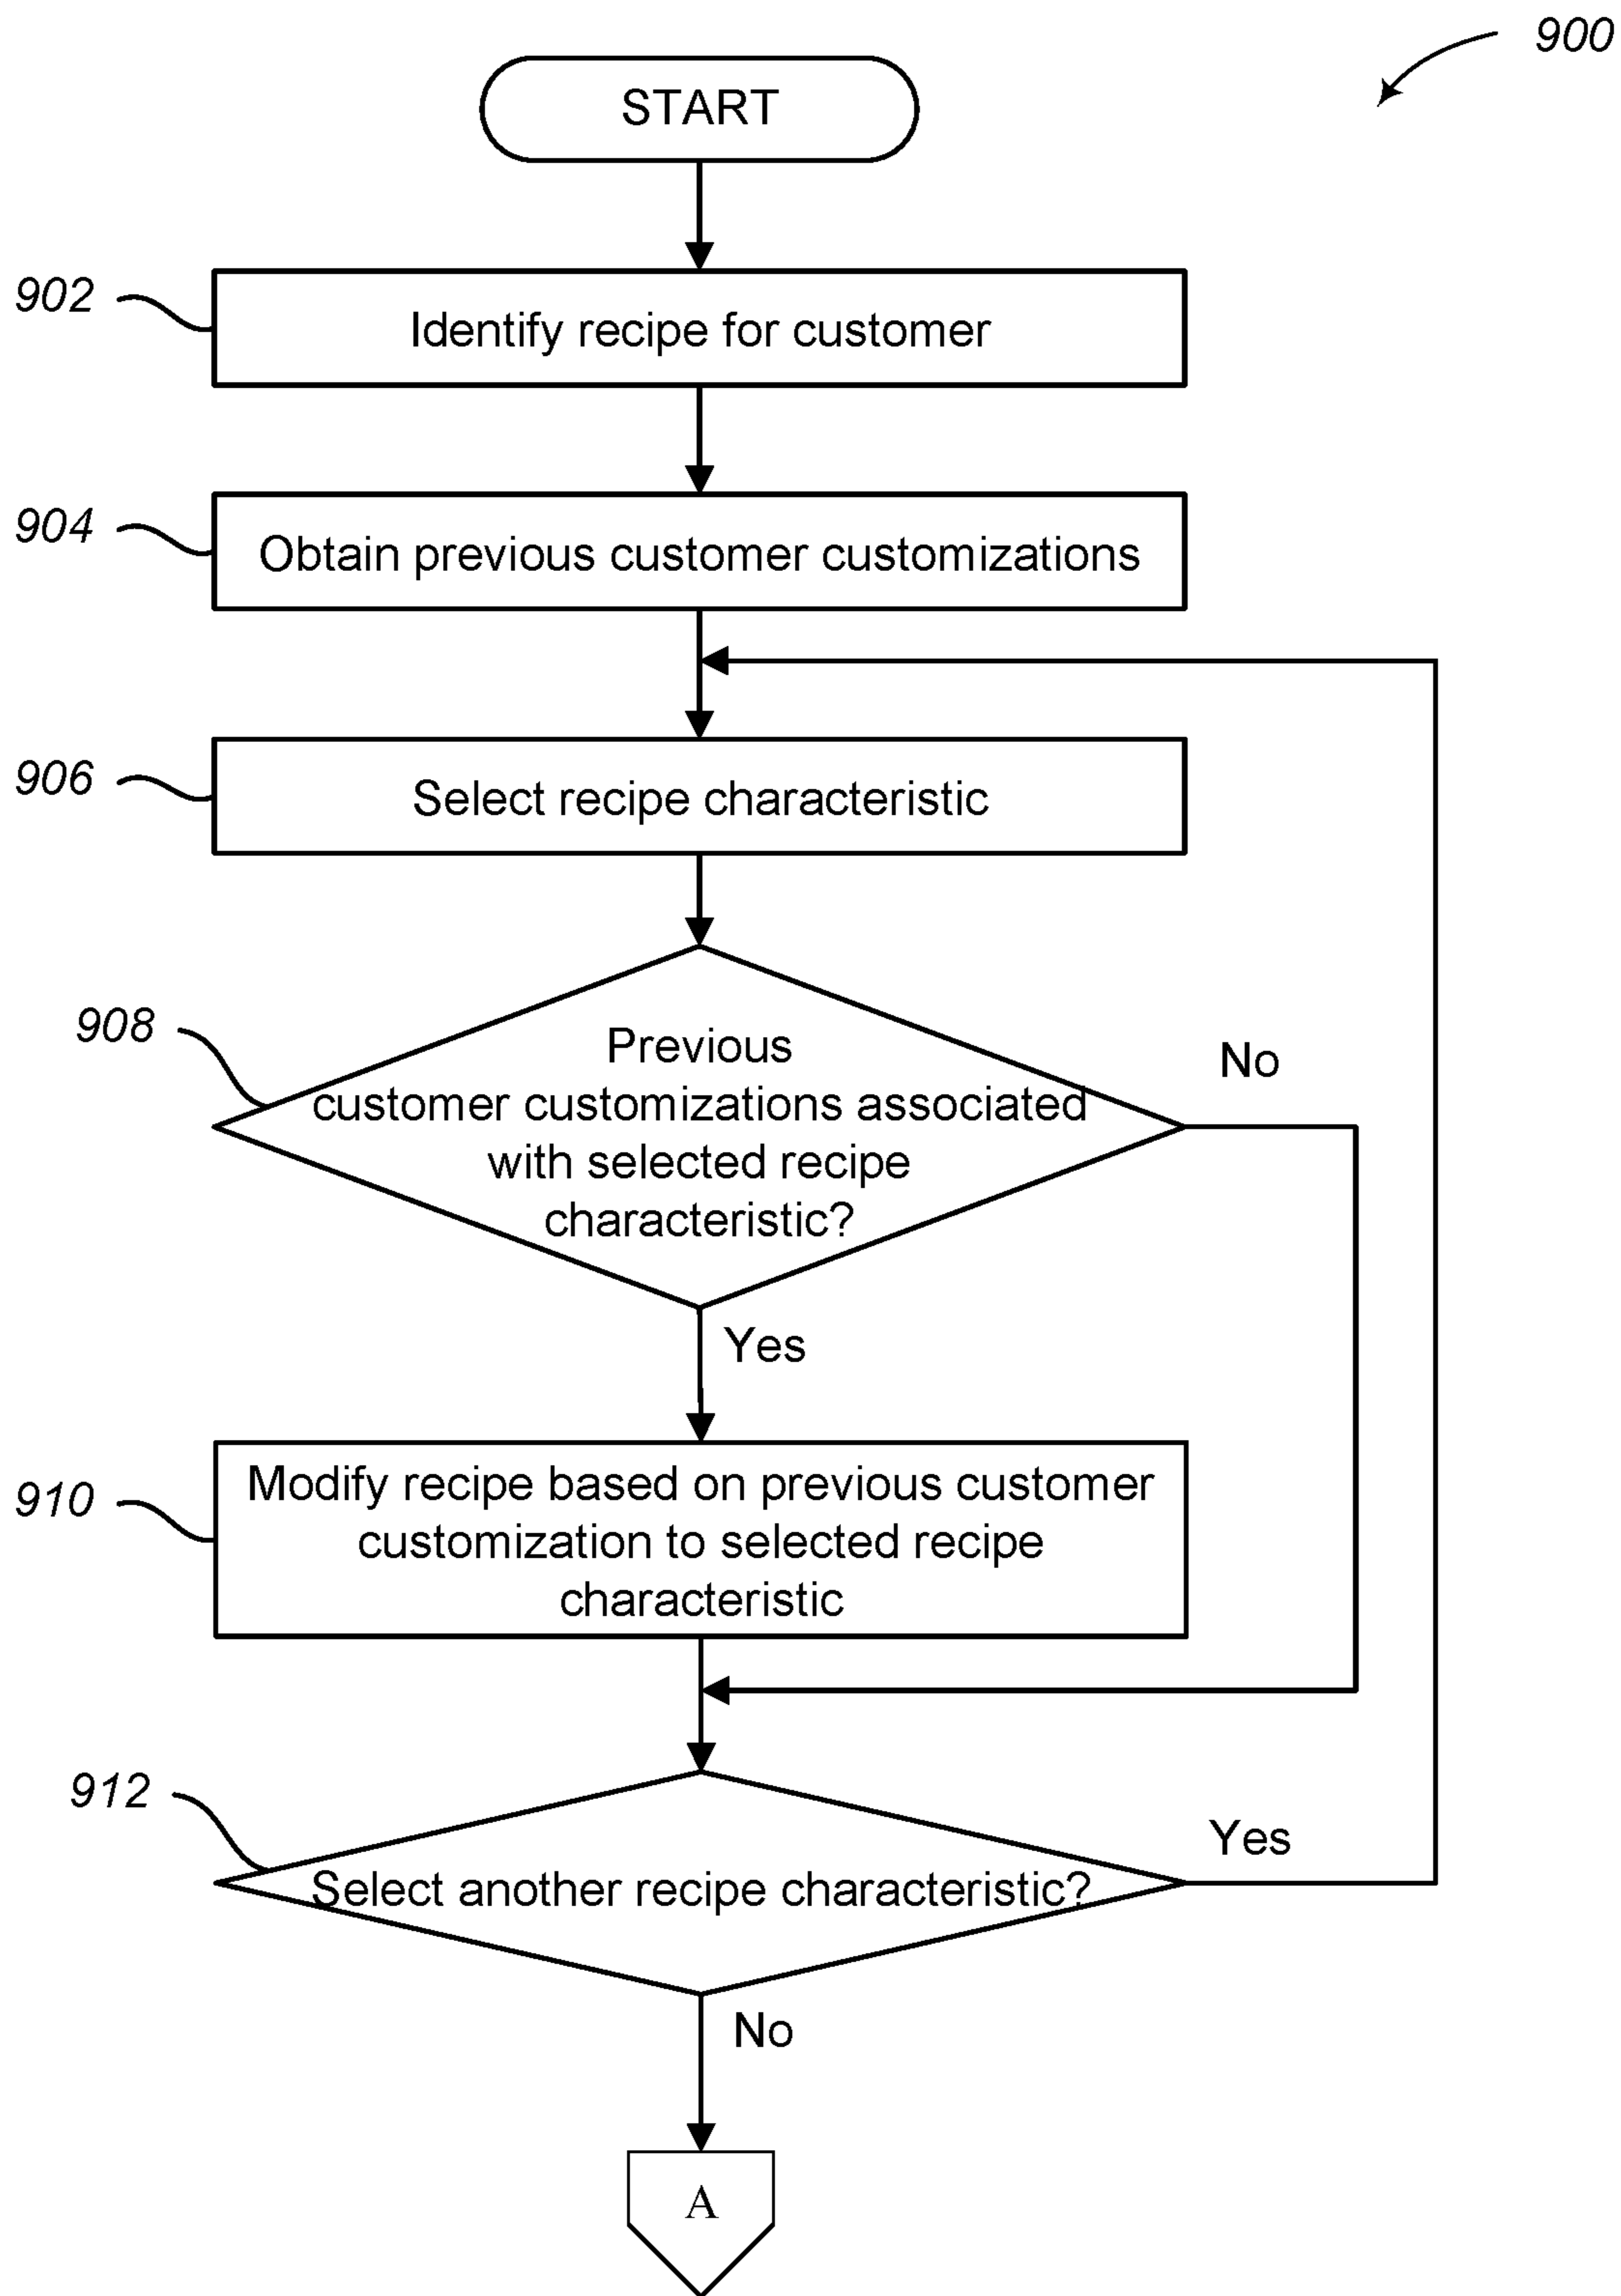 900
START
902
Identify recipe for customer
904
Obtain previous customer customizations
906
Select recipe characteristic
908
Previous
customer customizations associated
with selected recipe
characteristic?
No
Yes
910
Modify recipe based on previous customer
customization to selected recipe
characteristic
912
Select another recipe characteristic?
Yes
No
A